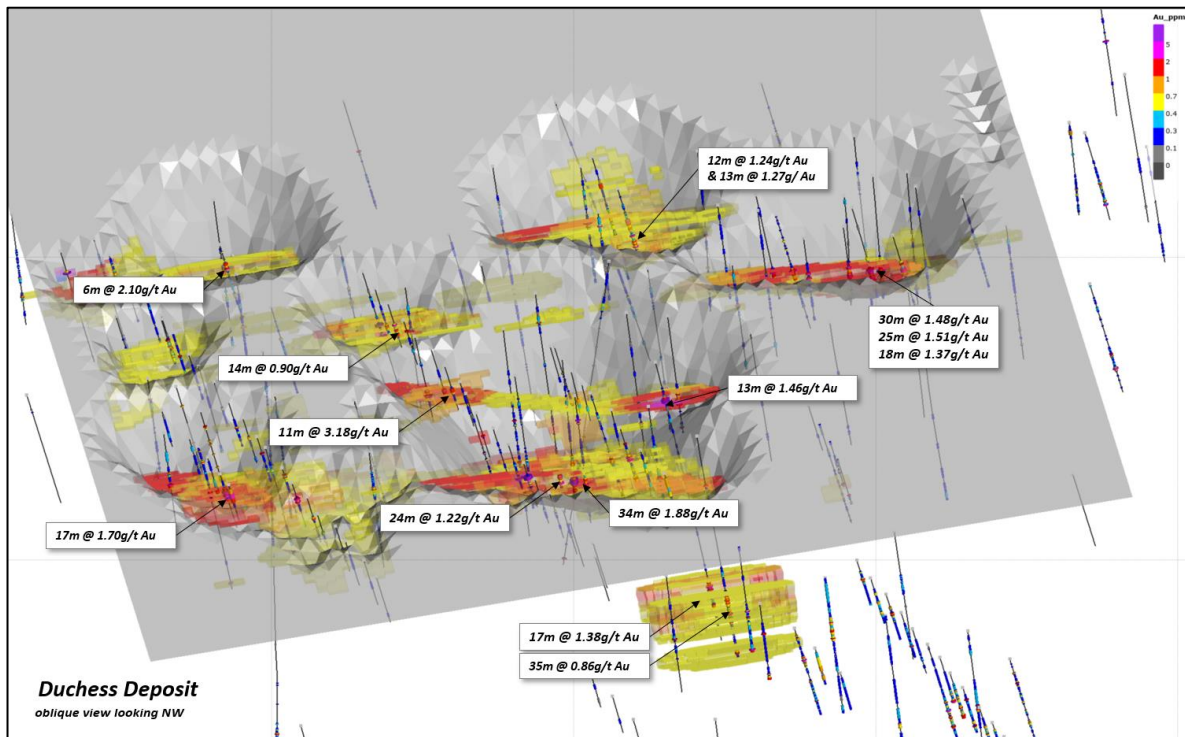 Au_ppm
5
2
1
0.7
0.4
0.3
0.1
0
12m @ 1.24g/t Au
& 13m @ 1.27g/ Au
6m @ 2.10g/t Au
30m @ 1.48g/t Au
25m @ 1.51g/t Au
18m @ 1.37g/t Au
14m @ 0.90g/t Au
13m @ 1.46g/t Au
11m @ 3.18g/t Au
24m @ 1.22g/t Au
34m @ 1.88g/t Au
17m @ 1.70g/t Au
17m @ 1.38g/t Au
35m @ 0.86g/t Au
Duchess Deposit
oblique view looking NW